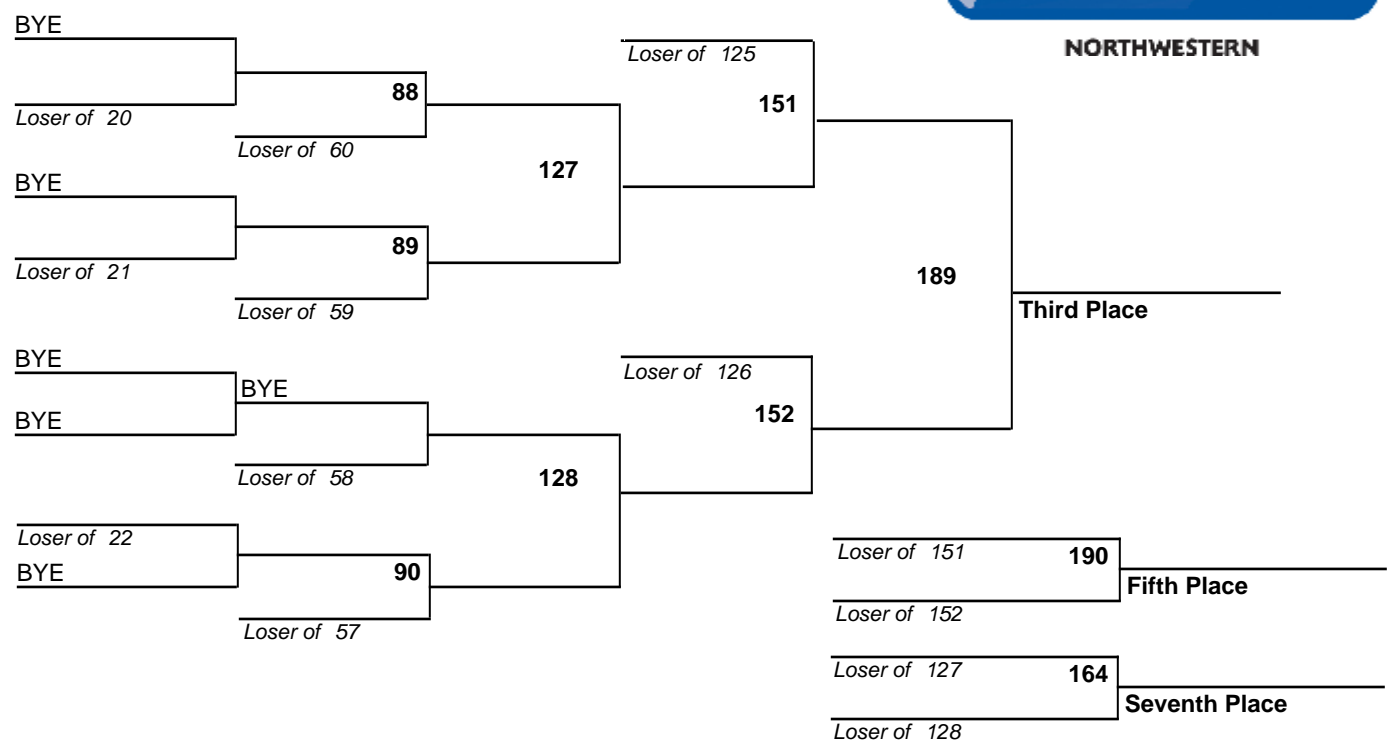 NORTHWESTERN
BYE
Loser of 20
88
Loser of 60
BYE
Loser of 21
89
Loser of 59
127
Loser of 125
151
BYE
BYE
BYE
Loser of 58
Loser of 22
BYE
90
Loser of 57
128
Loser of 126
152
189
Third Place
Loser of 151
190
Loser of 152
Fifth Place
Loser of 127
164
Loser of 128
Seventh Place